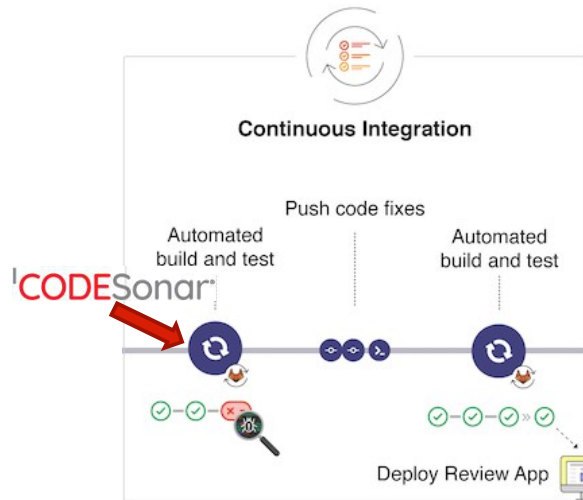 Continuous Integration
Push code fixes
Automated
build and test
Automated
build and test
CODESonar
Deploy Review App